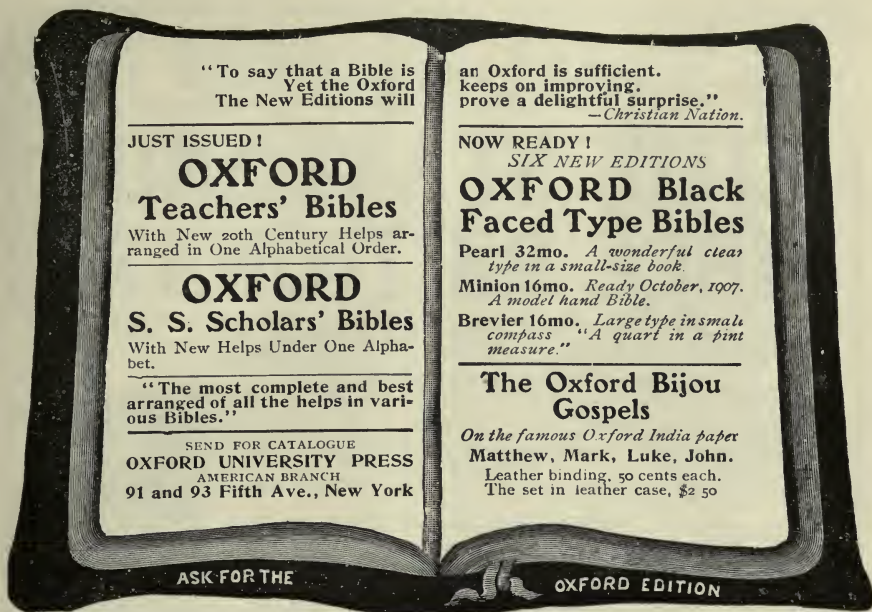 "To say that a Bible is an Oxford is sufficient.
Yet the Oxford keeps on improving.
The New Editions will prove a delightful surprise."
—Christian Nation.
JUST ISSUED!
OXFORD
Teachers' Bibles
With New 20th Century Helps ar-
ranged in One Alphabetical Order.
OXFORD
S. S. Scholars' Bibles
With New Helps Under One Alpha-
bet.
"The most complete and best
arranged of all the helps in vari-
ous Bibles."
SEND FOR CATALOGUE
OXFORD UNIVERSITY PRESS
AMERICAN BRANCH
91 and 93 Fifth Ave., New York
NOW READY!
SIX NEW EDITIONS
OXFORD Black
Faced Type Bibles
Pearl 32mo. A wonderful clear
type in a small-size book.
Minion 16mo. Ready October, 1907.
A model hand Bible.
Brevier 16mo. Large type in small
compass "A quart in a pint
measure."
The Oxford Bijou
Gospels
On the famous Oxford India paper
Matthew, Mark, Luke, John.
Leather binding, 50 cents each.
The set in leather case, $2 50
ASK FOR THE OXFORD EDITION